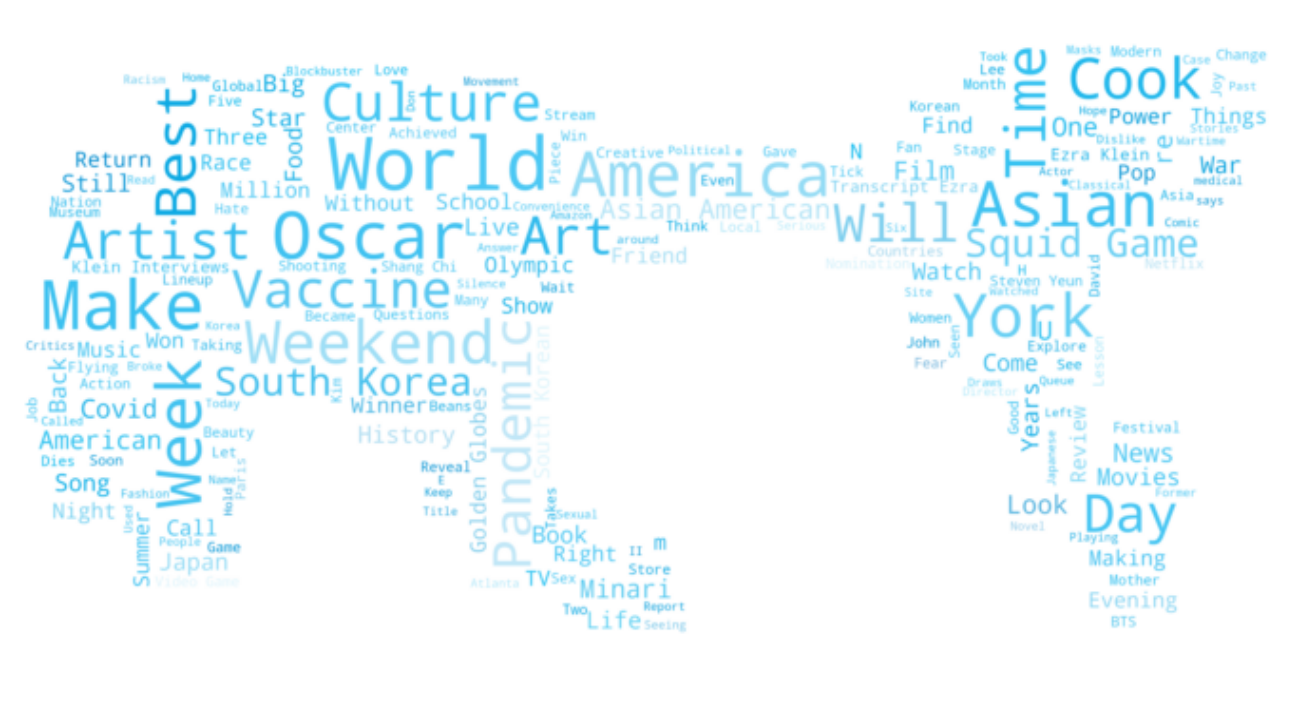 Racism
Home
Global
Big
Blockbuster
Love
Movement
Five
Best
Star
Food
Culture
Don
Stream
Three
Center
Achieved
Win
Return
Race
World
Piece
Creative
Political
Gave
Still
Read
Million
America
Even
Nation
Museum
Hate
Without
School
Convenience
Amazon
Asian American
Artist
Oscar
Live
Answer
Art
around
Think
Local
Serious
Friend
Klein Interviews
Lineup
Shooting
Shang Chi
Olympic
Make
Vaccine
Silence
Wait
Many
Show
Became
Questions
Korea
Critics
Music
Won
Taking
Weekend
Flying
Broke
Back
Action
Week
South Korea
Kim
Pandemic
South Korean
Job
Called
Covid
Today
Winner
Beans
Golden Globes
American
Beauty
History
Dies
Soon
Let
Paris
Reveal
E
Song
Fashion
Name
Hold
Keep
Night
Used
Title
Takes
Sexual
Summer
Call
People
Game
Book
Japan
Right
II
m
Video Game
Atlanta
TV
Sex
Store
Minari
Two
Report
Life
Seeing
Took
Time
Masks
Modern
Case
Change
Lee
Month
Cook
Joy
Past
Korean
Find
Hope
Power
Things
One
Dislike
re
Stories
Wartime
N
Fan
Stage
Ezra Klein
War
Tick
Film
Actor
Pop
medical
Transcript Ezra
Classical
Asia
says
Will
Six
Asian
Comic
Countries
Squid Game
Nomination
Netflix
Watch
H
Steven Yeun
David
Site
Watched
Women
York
U
John
Seen
Explore
Fear
Come
See
Lesson
Draws
Director
Queue
Good
Years
Left
Review
Japanese
Festival
News
Movies
Former
Look
Novel
Day
Playing
Making
Mother
Evening
BTS